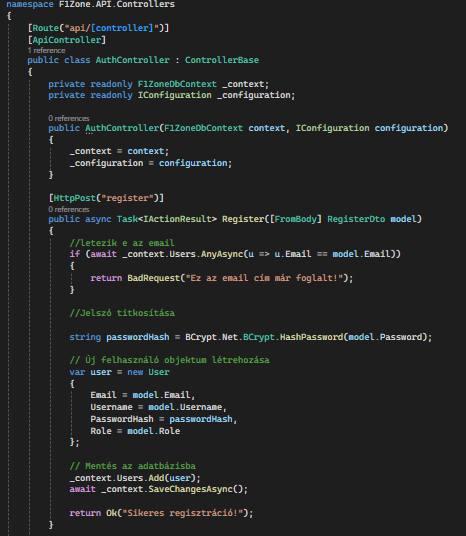 namespace F1Zone.API.Controllers
{
[Route("api/[controller]")]
[ApiController]
1 reference
public class AuthController : ControllerBase
{
private readonly F1ZoneDbContext _context;
private readonly IConfiguration _configuration;
0 references
public AuthController(F1ZoneDbContext context, IConfiguration configuration)
{
_context = context;
_configuration = configuration;
}
[HttpPost("register")]
0 references
public async Task<IActionResult> Register([FromBody] RegisterDto model)
{
//letezik e az email
if (await _context.Users.AnyAsync(u => u.Email == model.Email))
{
return BadRequest("Ez az email cím már foglalt!");
}
//Jelszó titkosítása
string passwordHash = BCrypt.Net.BCrypt.HashPassword(model.Password);
// Új felhasználó objektum létrehozása
var user = new User
{
Email = model.Email,
Username = model.Username,
PasswordHash = passwordHash,
Role = model.Role
};
// Mentés az adatbázisba
_context.Users.Add(user);
await _context.SaveChangesAsync();
return Ok("Sikeres regisztráció!");
}